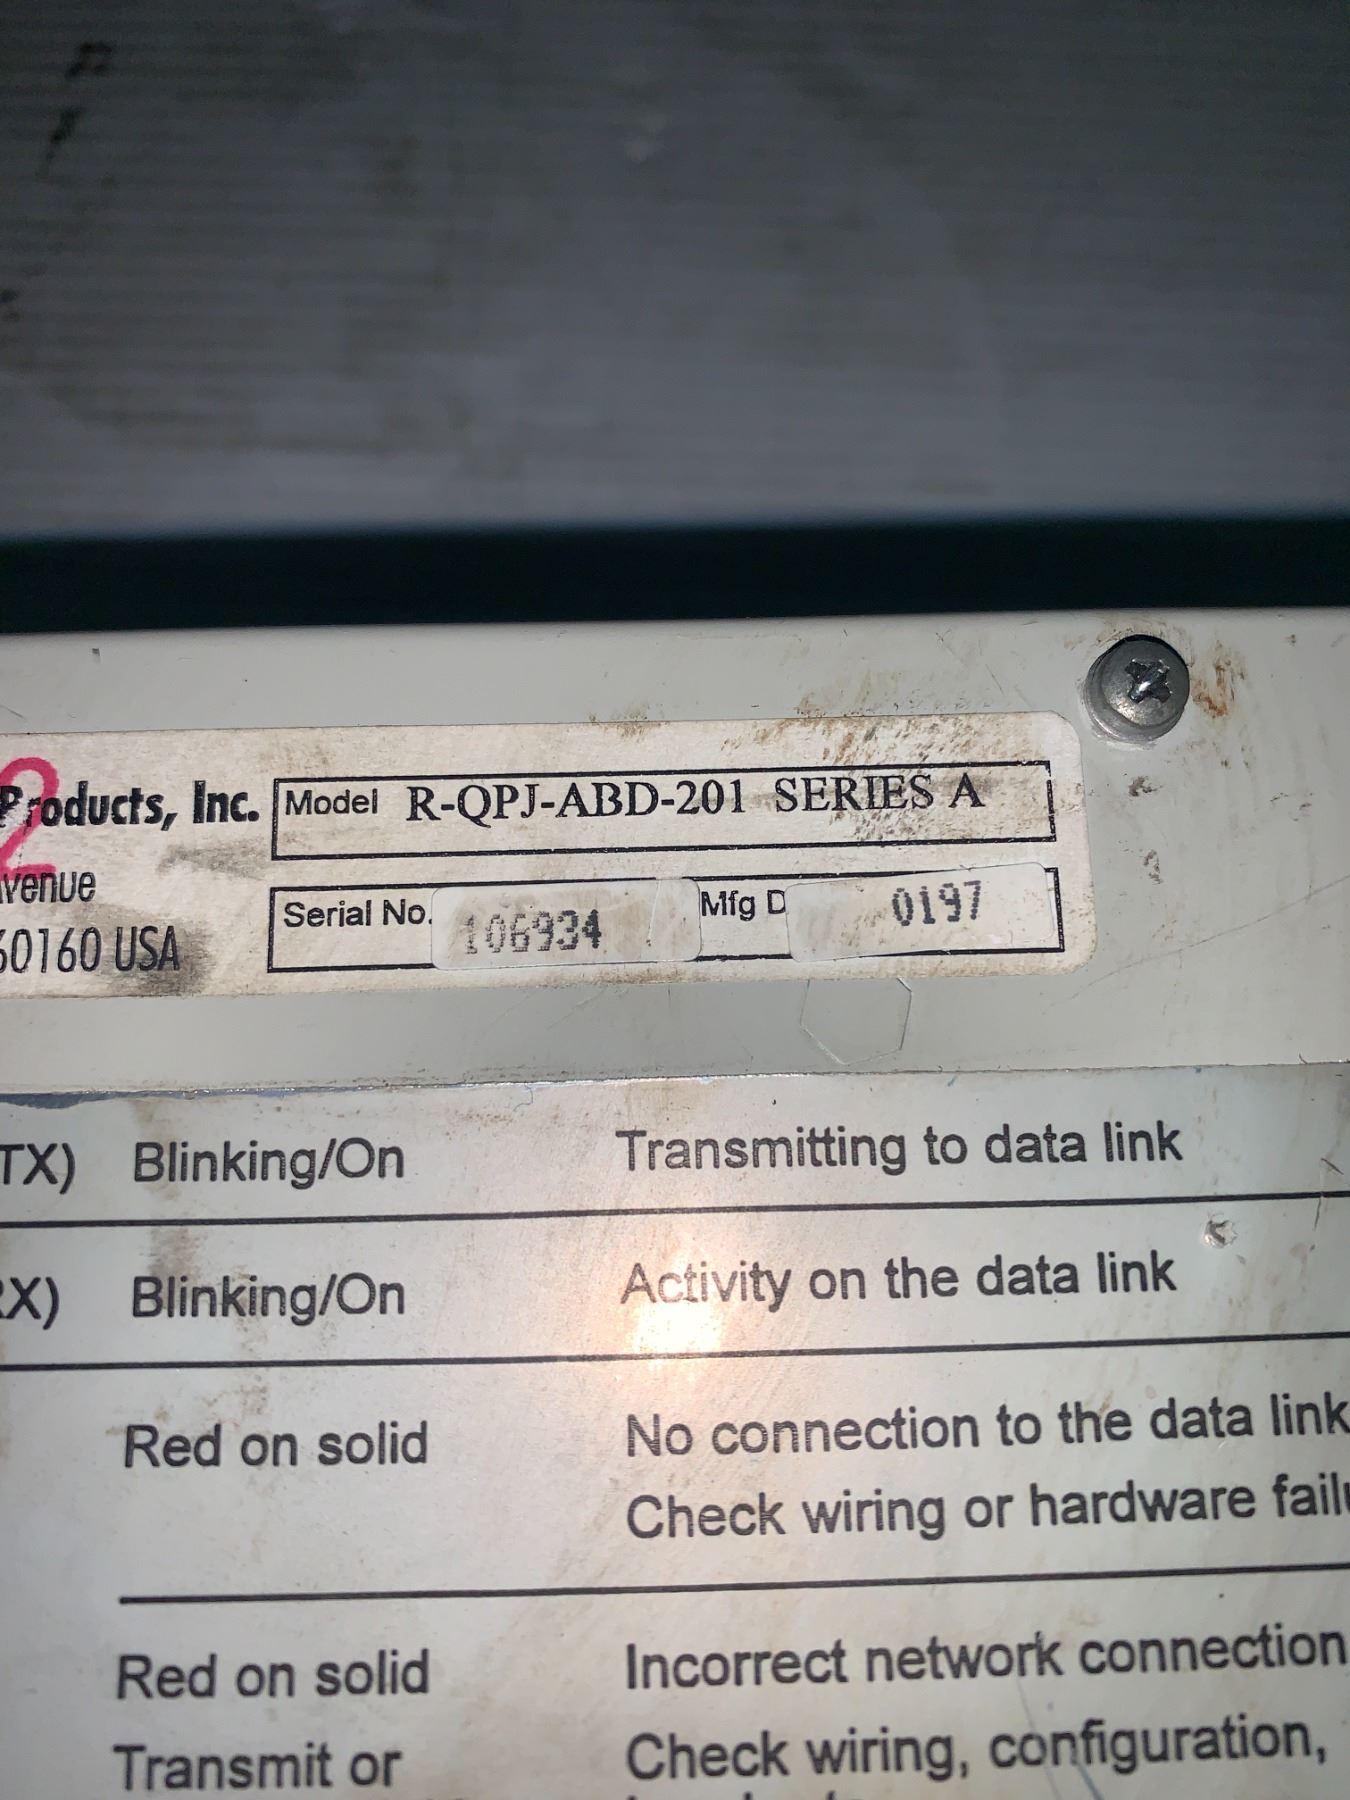 Products, Inc.
Model R-QPJ-ABD-201 SERIES A
2
venue
Serial No. 106934
Mfg D 0197
60160 USA
TX) Blinking/On Transmitting to data link
X) Blinking/On Activity on the data link
Red on solid No connection to the data link
Check wiring or hardware failu
Red on solid Incorrect network connection
Transmit or Check wiring, configuration,